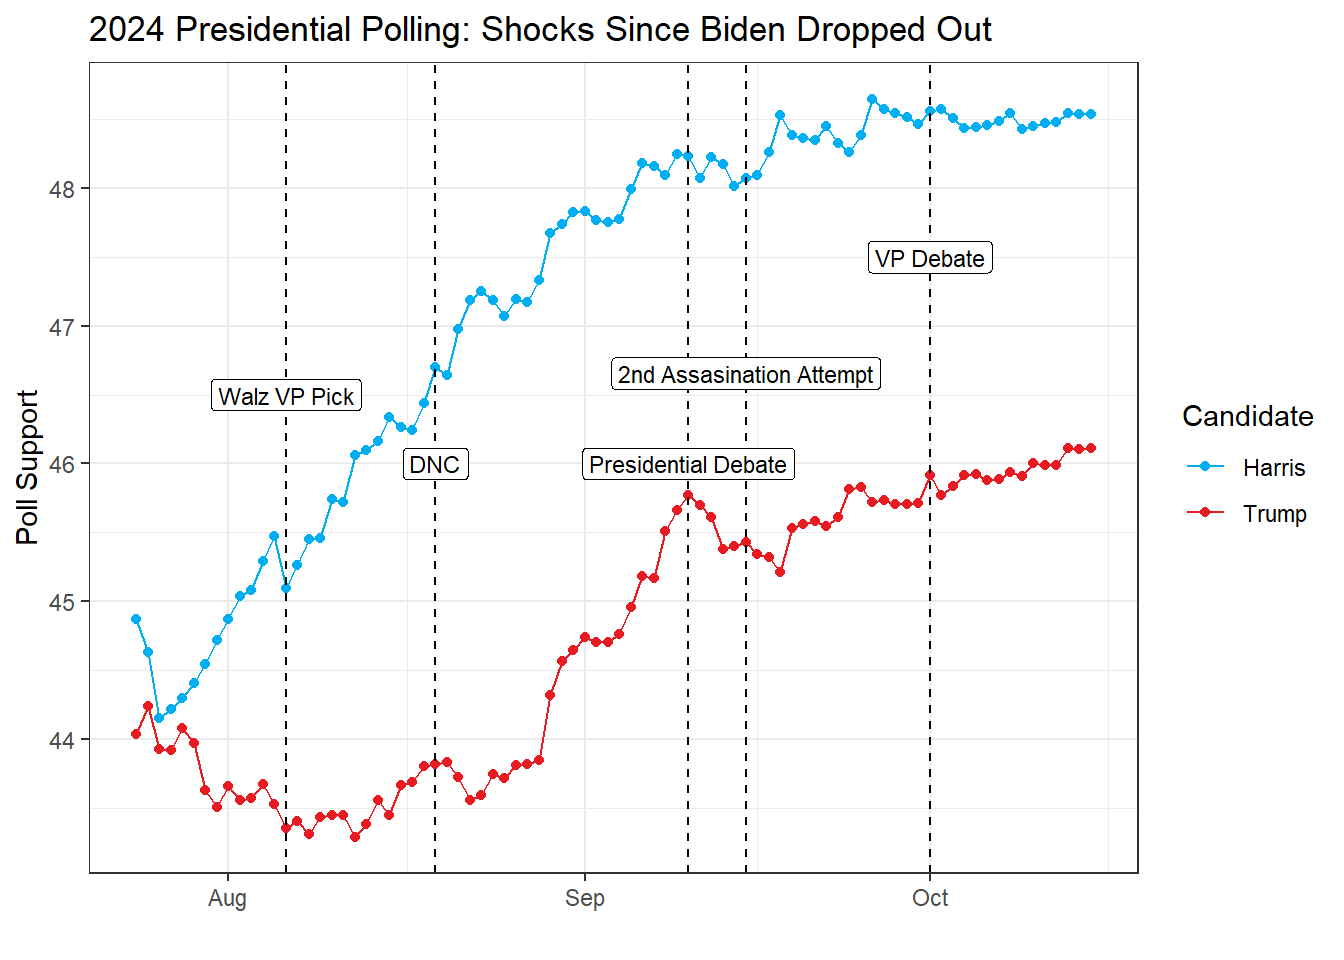 2024 Presidential Polling: Shocks Since Biden Dropped Out
Poll Support
48
47
46
45
44
Walz VP Pick
DNC
Presidential Debate
2nd Assasination Attempt
VP Debate
Aug
Sep
Oct
Candidate
Harris
Trump